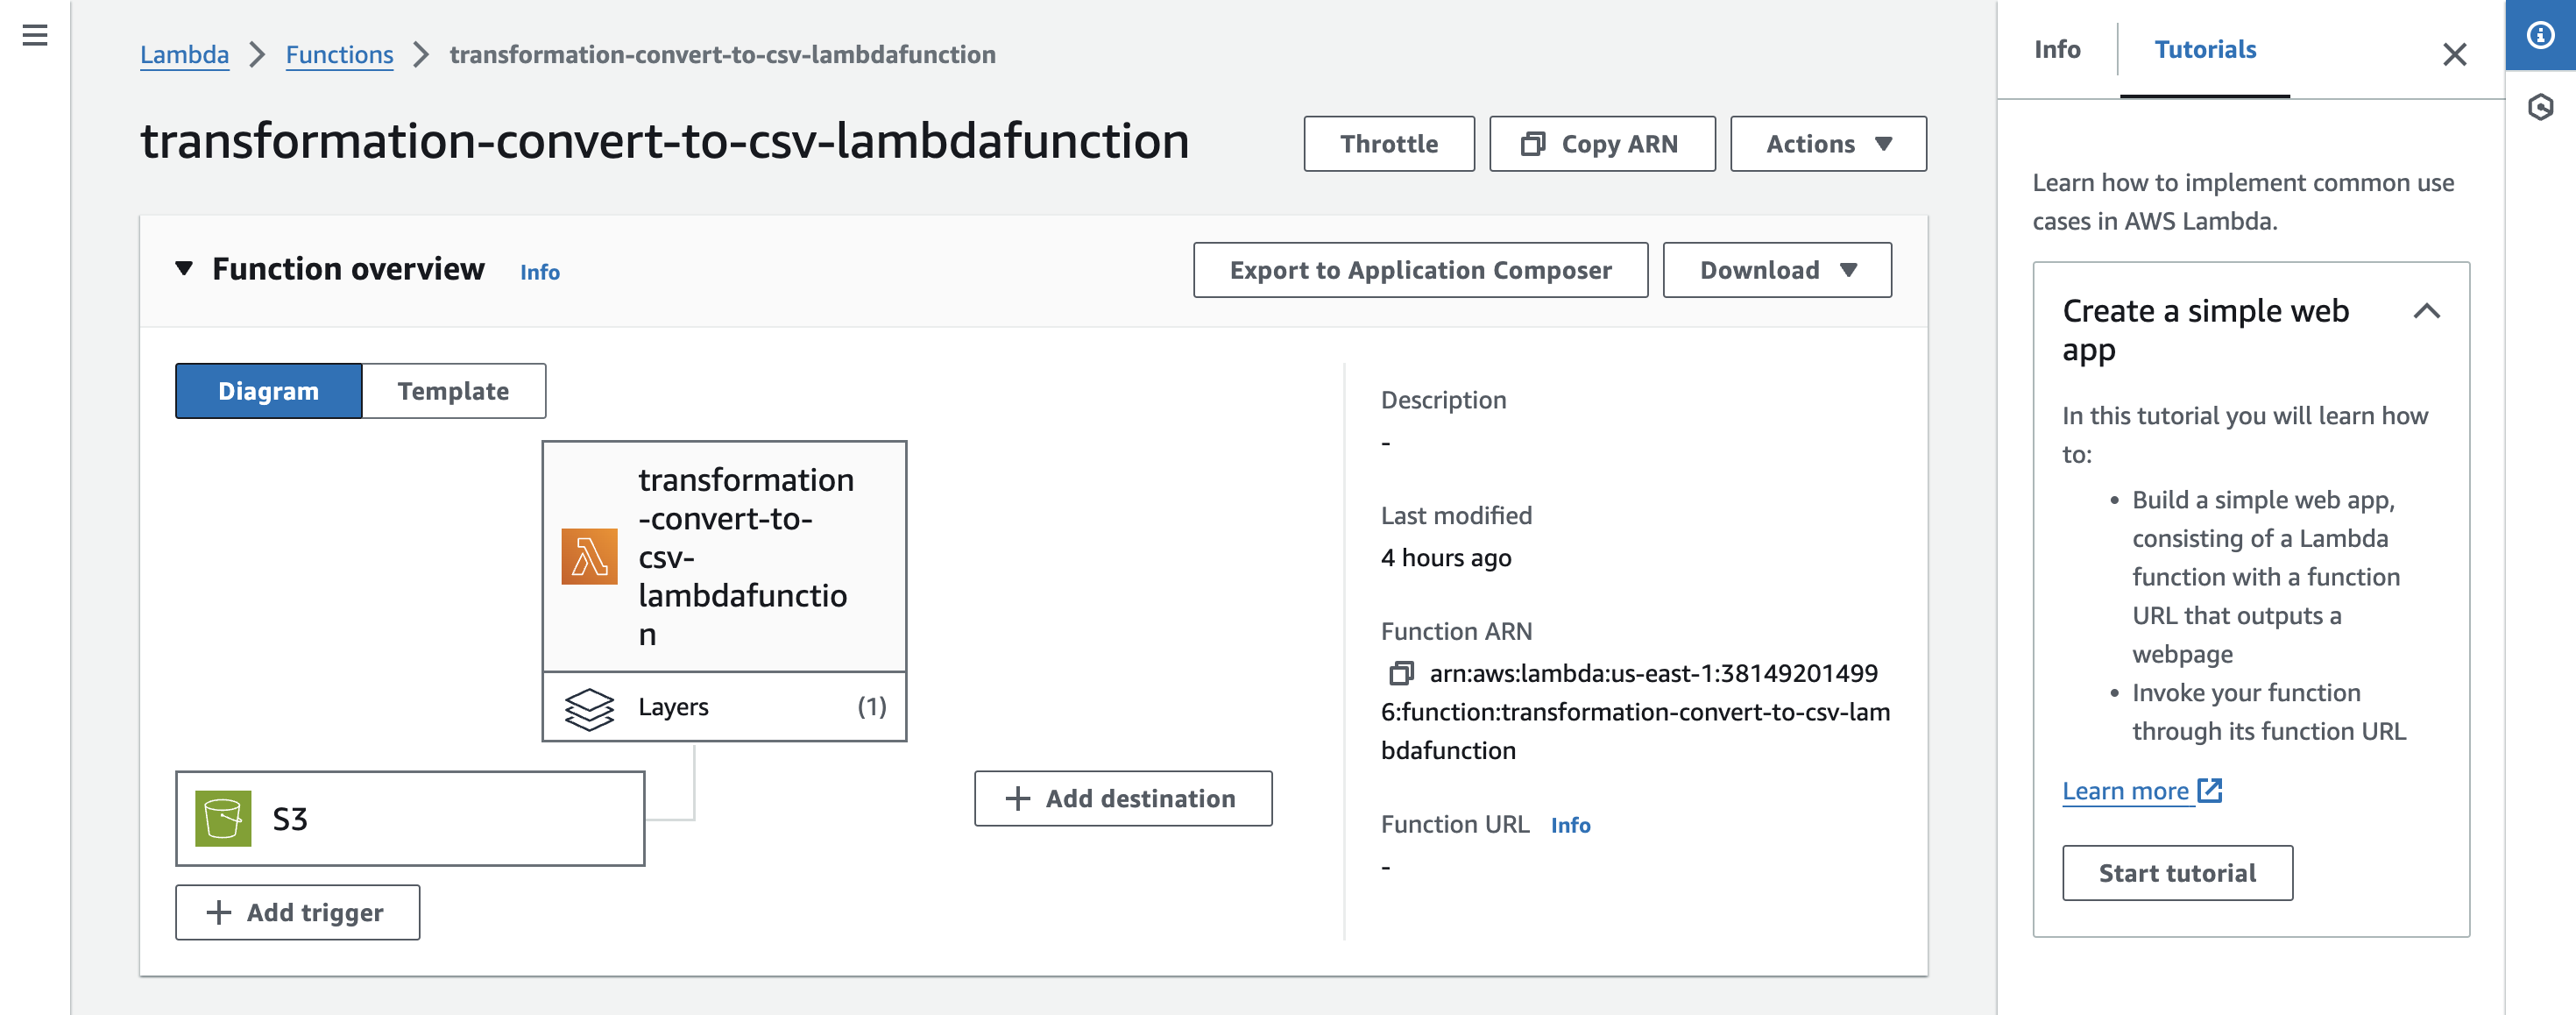 Lambda > Functions > transformation-convert-to-csv-lambdafunction
transformation-convert-to-csv-lambdafunction
Throttle
Copy ARN
Actions
Function overview
Info
Export to Application Composer
Download
Diagram
Template
transformation
-convert-to-
csv-
lambdafunctio
n
Layers
(1)
S3
Add trigger
Add destination
Description
-
Last modified
4 hours ago
Function ARN
arn:aws:lambda:us-east-1:38149201499
6:function:transformation-convert-to-csv-lam
bdafunction
Function URL
Info
-
Info
Tutorials
Learn how to implement common use
cases in AWS Lambda.
Create a simple web
app
In this tutorial you will learn how
to:
• Build a simple web app,
consisting of a Lambda
function with a function
URL that outputs a
webpage
• Invoke your function
through its function URL
Learn more
Start tutorial